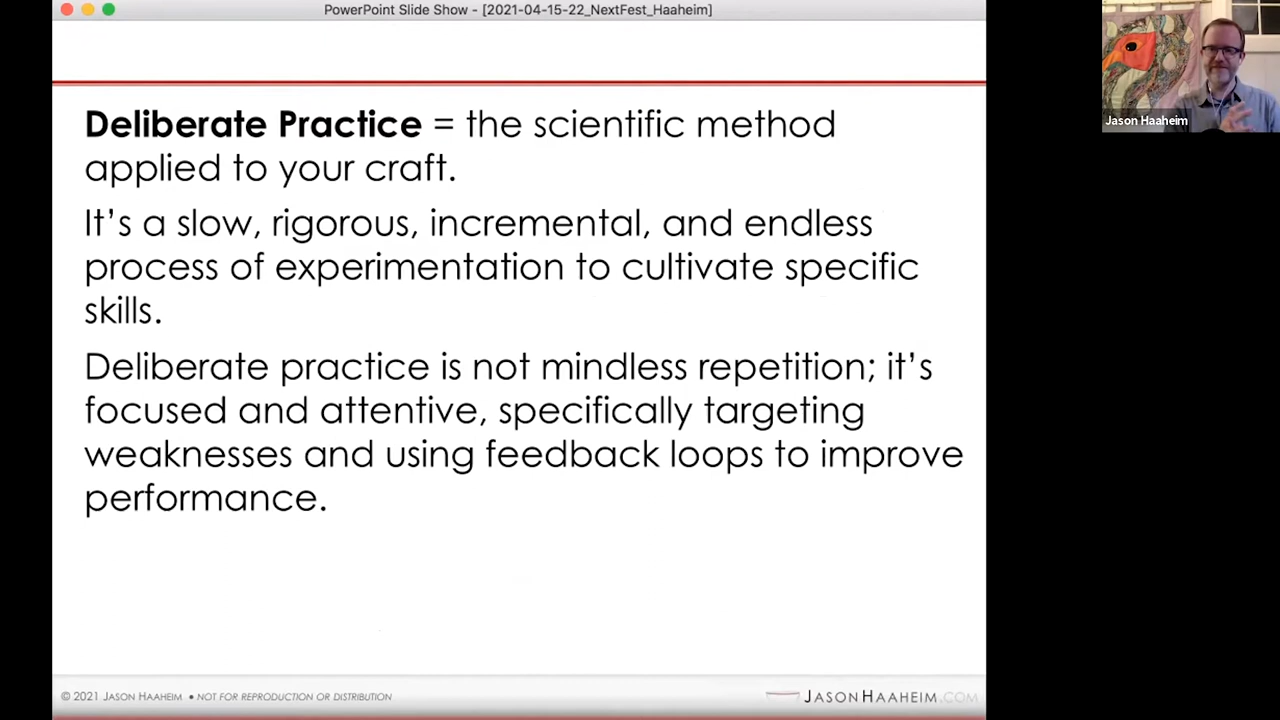 PowerPoint Slide Show - [2021-04-15-22_NextFest_Haaheim]
Deliberate Practice = the scientific method
applied to your craft.
It’s a slow, rigorous, incremental, and endless
process of experimentation to cultivate specific
skills.
Deliberate practice is not mindless repetition; it’s
focused and attentive, specifically targeting
weaknesses and using feedback loops to improve
performance.
© 2021 JASON HAAHEIM • NOT FOR REPRODUCTION OR DISTRIBUTION
JASONHAAHEIM.COM
Jason Haaheim